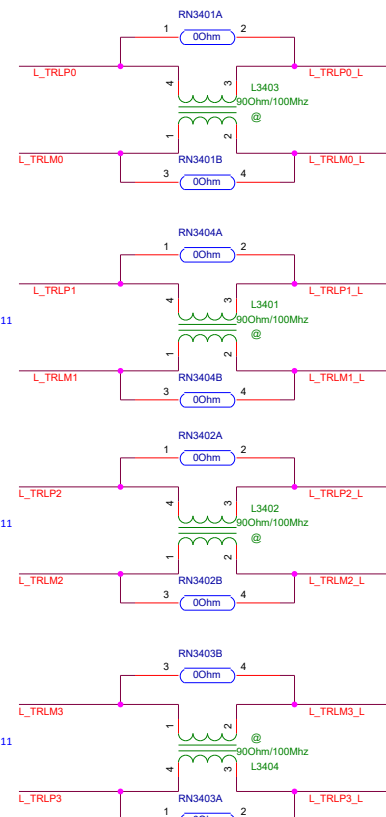 RN3401A
1 0Ohm 2
L_TRLP0 L_TRLP0_L
4 3 L3403
90Ohm/100Mhz
@
1 2
L_TRLM0 RN3401B L_TRLM0_L
3 0Ohm 4
RN3404A
1 0Ohm 2
L_TRLP1 L_TRLP1_L
4 3 L3401
11 90Ohm/100Mhz
@
1 2
L_TRLM1 RN3404B L_TRLM1_L
3 0Ohm 4
RN3402A
1 0Ohm 2
L_TRLP2 L_TRLP2_L
4 3 L3402
11 90Ohm/100Mhz
@
1 2
L_TRLM2 RN3402B L_TRLM2_L
3 0Ohm 4
RN3403B
3 0Ohm 4
L_TRLM3 L_TRLM3_L
1 2 @
11 90Ohm/100Mhz
4 3 L3404
L_TRLP3 RN3403A L_TRLP3_L
1 2